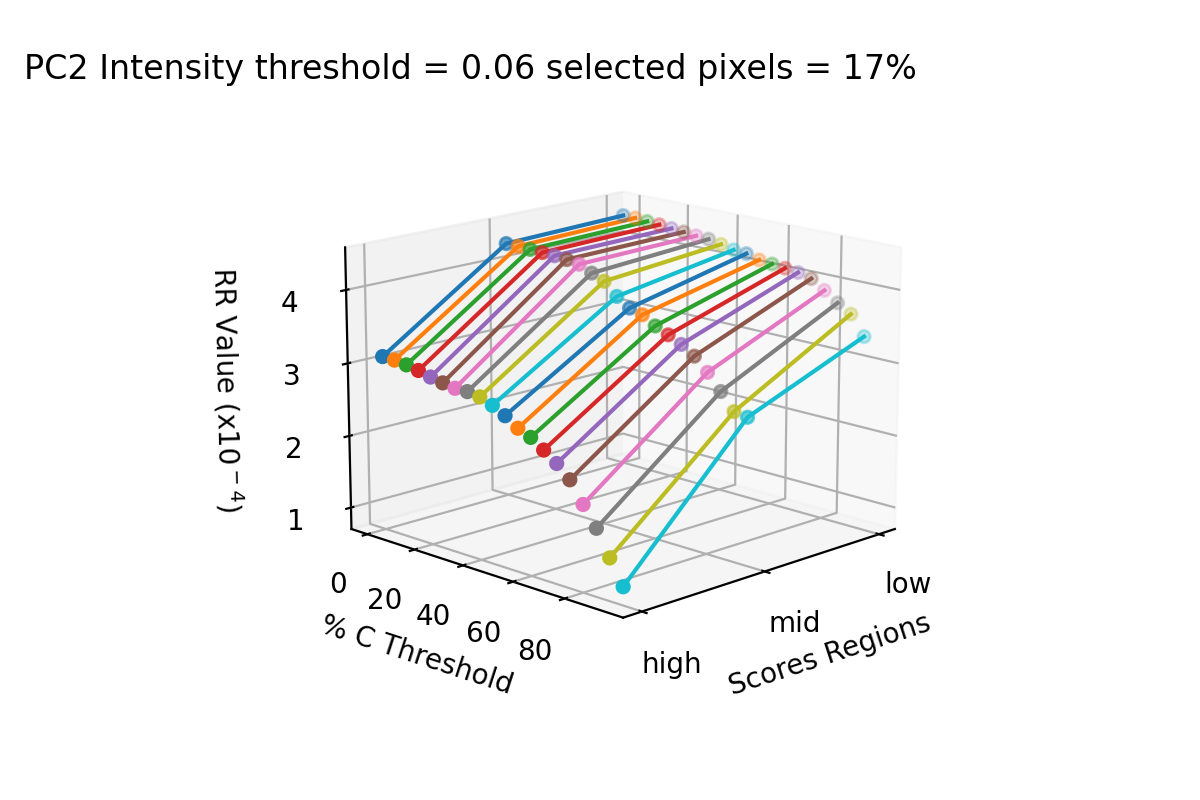 PC2 Intensity threshold = 0.06 selected pixels = 17%
RR Value (x10⁻⁴)
4
3
2
1
0
20
40
60
80
% C Threshold
high
mid
low
Scores Regions